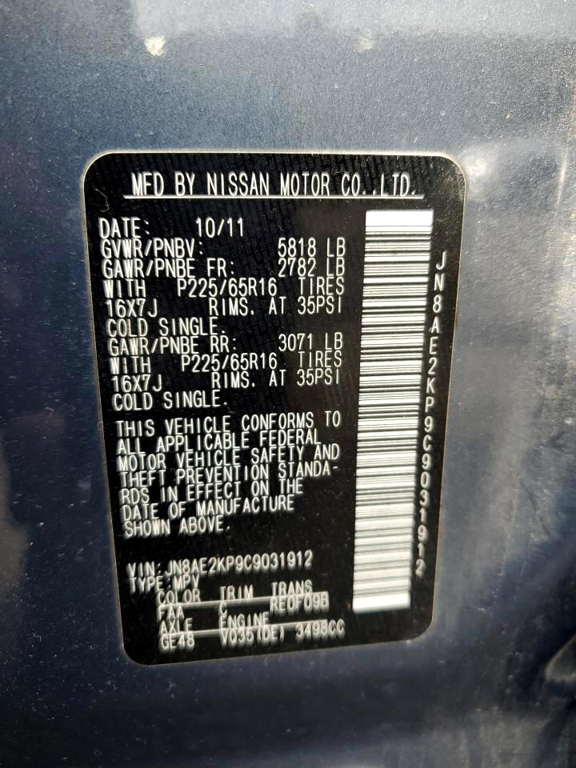 MFD BY NISSAN MOTOR CO.,LTD.
DATE: 10/11
GVWR/PNBV: 5818 LB
GAWR/PNBE FR: 2782 LB
WITH P225/65R16 TIRES
16X7J RIMS. AT 35PSI
COLD SINGLE.
GAWR/PNBE RR: 3071 LB
WITH P225/65R16 TIRES
16X7J RIMS. AT 35PSI
COLD SINGLE.
THIS VEHICLE CONFORMS TO
ALL APPLICABLE FEDERAL
MOTOR VEHICLE SAFETY AND
THEFT PREVENTION STANDA-
RDS IN EFFECT ON THE
DATE OF MANUFACTURE
SHOWN ABOVE.
VIN: JN8AE2KP9C9031912
TYPE: MPV
COLOR TRIM TRANS
FAA C RE0F09B
AXLE ENGINE
GE48 VQ35(DE) 3498CC
JN8AE2KP9C9031912